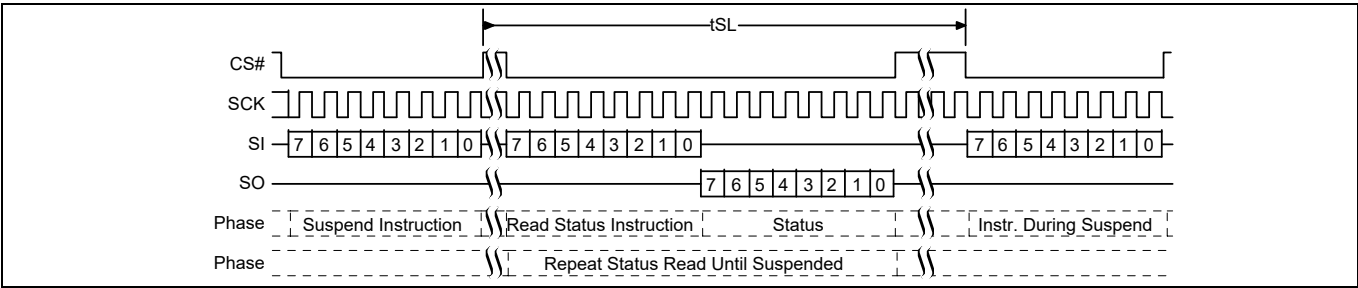 tSL
CS#
SCK
SI 7 6 5 4 3 2 1 0 7 6 5 4 3 2 1 0 7 6 5 4 3 2 1 0
SO 7 6 5 4 3 2 1 0
Phase Suspend Instruction Read Status Instruction Status Instr. During Suspend
Phase Repeat Status Read Until Suspended